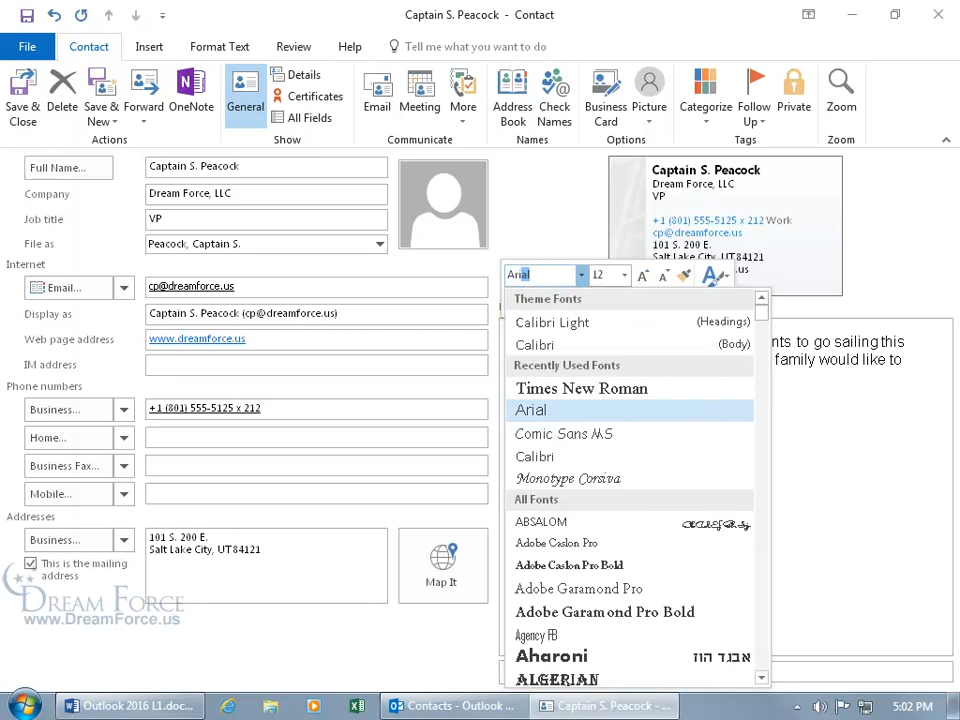 Captain S. Peacock - Contact
File Contact Insert Format Text Review Help Tell me what you want to do
Save & Close
Delete
Save & New
Forward
OneNote
Actions
General
Details
Certificates
All Fields
Show
Email
Meeting
More
Communicate
Address Book
Check Names
Names
Business Card
Picture
Options
Categorize
Follow Up
Private
Tags
Zoom
Zoom
Full Name... Captain S. Peacock
Company Dream Force, LLC
Job title VP
File as Peacock, Captain S.
Internet
Email... cp@dreamforce.us
Display as Captain S. Peacock (cp@dreamforce.us)
Web page address www.dreamforce.us
IM address
Phone numbers
Business... +1 (801) 555-5125 x 212
Home...
Business Fax...
Mobile...
Addresses
Business... 101 S. 200 E.
Salt Lake City, UT84121
This is the mailing address
Map It
DREAM FORCE
www.DreamForce.us
Captain S. Peacock
Dream Force, LLC
VP
+1 (801) 555-5125 x 212 Work
cp@dreamforce.us
101 S. 200 E.
Salt Lake City, UT84121
e.us
Arial 12
Theme Fonts
Calibri Light (Headings)
Calibri (Body)
Recently Used Fonts
Times New Roman
Arial
Comic Sans MS
Calibri
Monotype Corsiva
All Fonts
ABSALOM
Adobe Caslon Pro
Adobe Caslon Pro Bold
Adobe Garamond Pro
Adobe Garamond Pro Bold
Agency FB
Aharoni אבגד הוז
ALGERIAN
nts to go sailing this
family would like to
Outlook 2016 L1.doc...
Contacts - Outlook ...
Captain S. Peacock - ...
5:02 PM